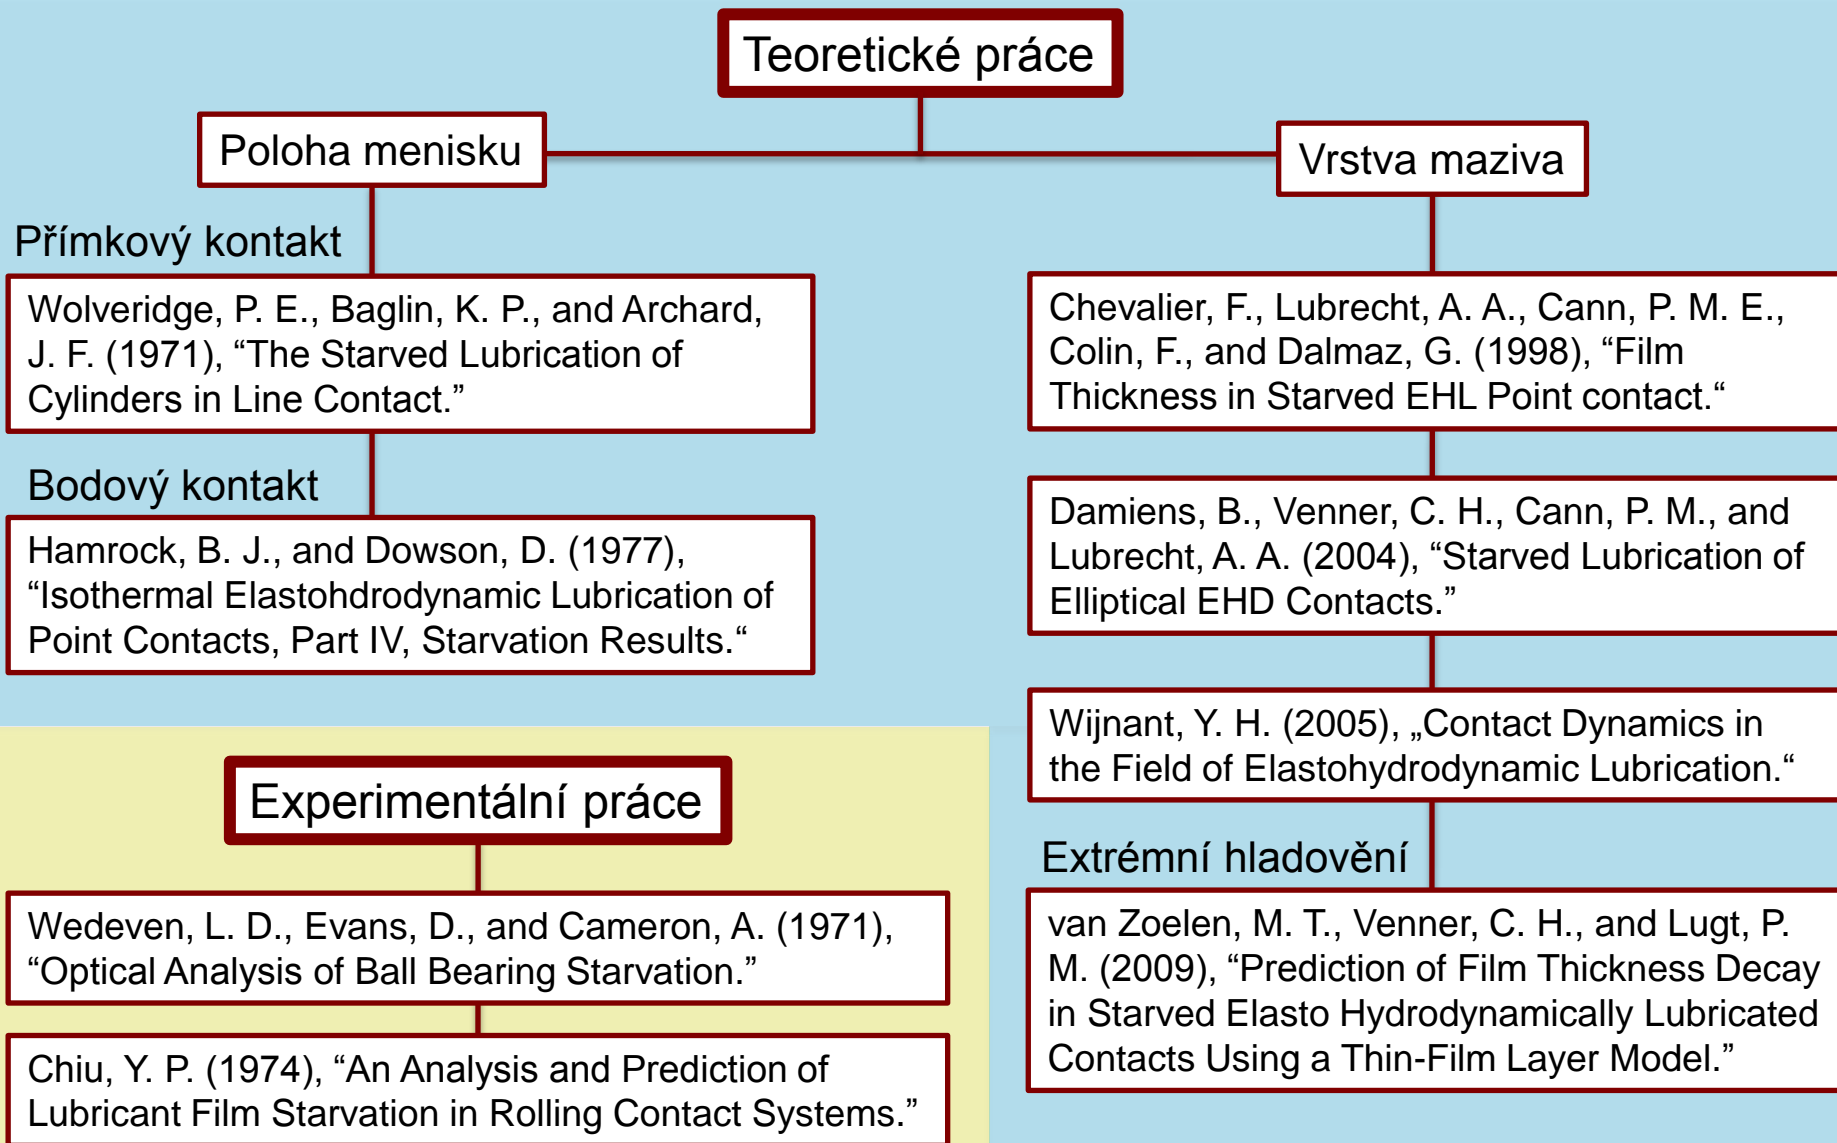 Teoretické práce
Poloha menisku
Vrstva maziva
Přímkový kontakt
Wolveridge, P. E., Baglin, K. P., and Archard,
J. F. (1971), “The Starved Lubrication of
Cylinders in Line Contact.”
Bodový kontakt
Hamrock, B. J., and Dowson, D. (1977),
“Isothermal Elastohdrodynamic Lubrication of
Point Contacts, Part IV, Starvation Results.“
Chevalier, F., Lubrecht, A. A., Cann, P. M. E.,
Colin, F., and Dalmaz, G. (1998), “Film
Thickness in Starved EHL Point contact.“
Damiens, B., Venner, C. H., Cann, P. M., and
Lubrecht, A. A. (2004), “Starved Lubrication of
Elliptical EHD Contacts.”
Wijnant, Y. H. (2005), „Contact Dynamics in
the Field of Elastohydrodynamic Lubrication.“
Extrémní hladovění
van Zoelen, M. T., Venner, C. H., and Lugt, P.
M. (2009), “Prediction of Film Thickness Decay
in Starved Elasto Hydrodynamically Lubricated
Contacts Using a Thin-Film Layer Model.”
Experimentální práce
Wedeven, L. D., Evans, D., and Cameron, A. (1971),
“Optical Analysis of Ball Bearing Starvation.”
Chiu, Y. P. (1974), “An Analysis and Prediction of
Lubricant Film Starvation in Rolling Contact Systems.”